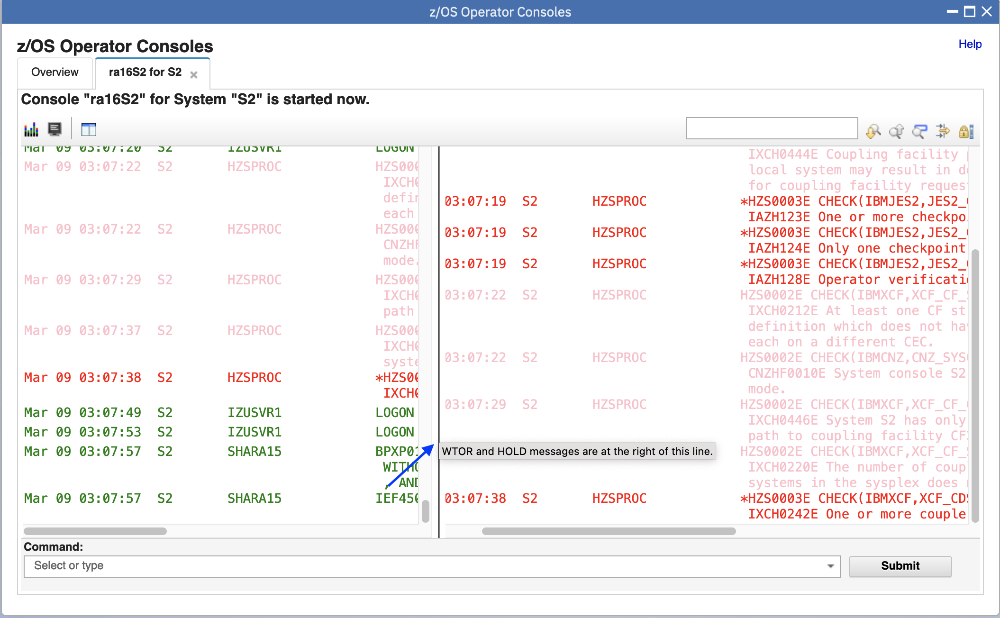 z/OS Operator Consoles
z/OS Operator Consoles
Help
Overview
ra16S2 for S2
Console "ra16S2" for System "S2" is started now.
Mar 09 03:07:20 S2 IZUSVR1 LOGON
Mar 09 03:07:22 S2 HZSPROC HZS000
IXCH0
defin
each
Mar 09 03:07:22 S2 HZSPROC HZS000
CNZHF
mode.
Mar 09 03:07:29 S2 HZSPROC HZS000
IXCH0
path
Mar 09 03:07:37 S2 HZSPROC HZS000
IXCH0
syste
Mar 09 03:07:38 S2 HZSPROC *HZS00
IXCH0
Mar 09 03:07:49 S2 IZUSVR1 LOGON
Mar 09 03:07:53 S2 IZUSVR1 LOGON
Mar 09 03:07:57 S2 SHARA15 BPXP01
WITHO
, AND
Mar 09 03:07:57 S2 SHARA15 IEF450
IXCH0444E Coupling facility
local system may result in de
for coupling facility request
03:07:19 S2 HZSPROC *HZS0003E CHECK(IBMJES2,JES2_
IAZH123E One or more checkpo
03:07:19 S2 HZSPROC *HZS0003E CHECK(IBMJES2,JES2_
IAZH124E Only one checkpoint
03:07:19 S2 HZSPROC *HZS0003E CHECK(IBMJES2,JES2_
IAZH128E Operator verificati
03:07:22 S2 HZSPROC HZS0002E CHECK(IBMXCF,XCF_CF_
IXCH0212E At least one CF st
definition which does not hav
each on a different CEC.
03:07:22 S2 HZSPROC HZS0002E CHECK(IBMCNZ,CNZ_SYS
CNZHF0010E System console S2
mode.
03:07:29 S2 HZSPROC HZS0002E CHECK(IBMXCF,XCF_CF_
IXCH0446E System S2 has only
path to coupling facility CF
WTOR and HOLD messages are at the right of this line.
HZS0002E CHECK(IBMXCF,XCF_CF_
IXCH0220E The number of coup
systems in the sysplex does
03:07:38 S2 HZSPROC *HZS0003E CHECK(IBMXCF,XCF_CDS
IXCH0242E One or more couple
Command:
Select or type
Submit